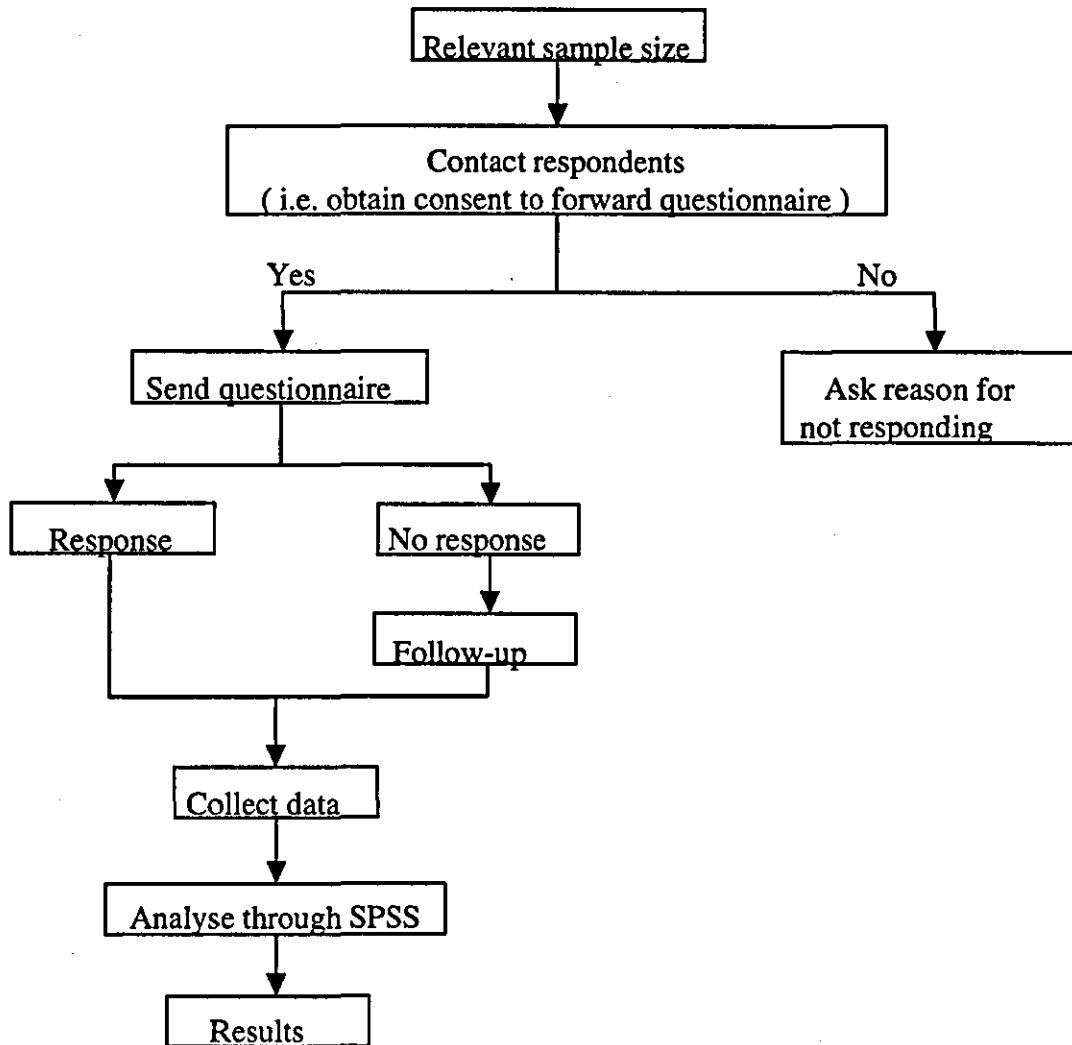 Relevant sample size
Contact respondents
( i.e. obtain consent to forward questionnaire )
Yes
No
Send questionnaire
Ask reason for
not responding
Response
No response
Follow-up
Collect data
Analyse through SPSS
Results